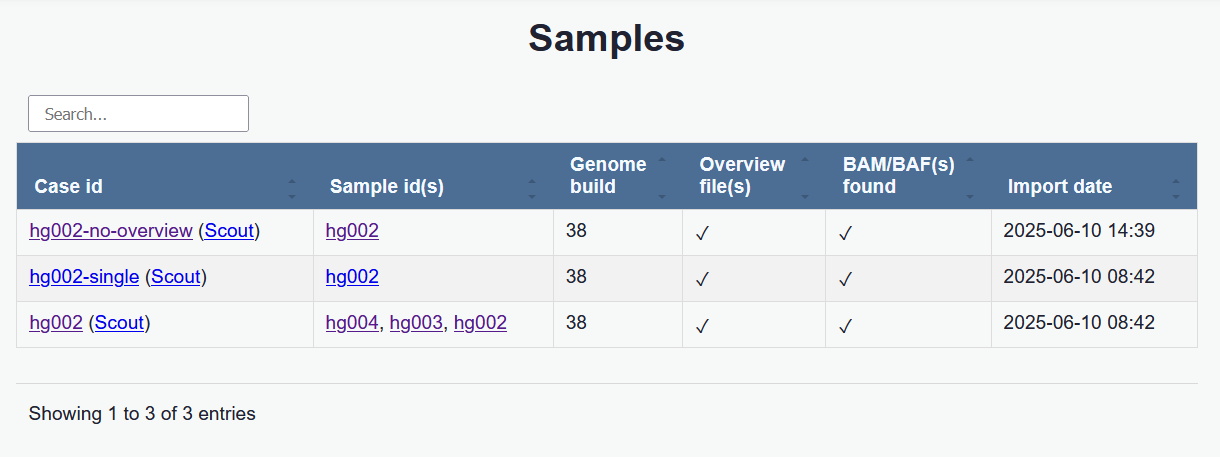 Samples
Search...
Case id Sample id(s) Genome build Overview file(s) BAM/BAF(s) found Import date
hg002-no-overview (Scout) hg002 38 ✓ ✓ 2025-06-10 14:39
hg002-single (Scout) hg002 38 ✓ ✓ 2025-06-10 08:42
hg002 (Scout) hg004, hg003, hg002 38 ✓ ✓ 2025-06-10 08:42
Showing 1 to 3 of 3 entries